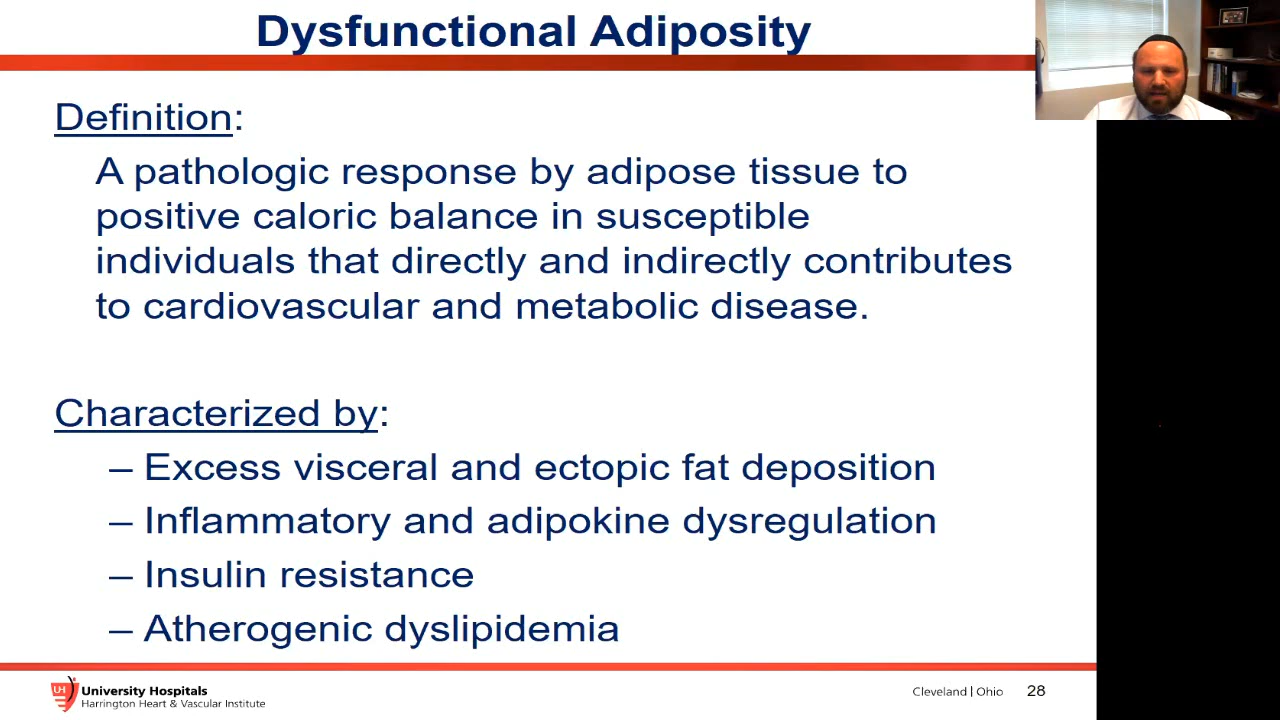 Dysfunctional Adiposity
Definition:
A pathologic response by adipose tissue to
positive caloric balance in susceptible
individuals that directly and indirectly contributes
to cardiovascular and metabolic disease.
Characterized by:
– Excess visceral and ectopic fat deposition
– Inflammatory and adipokine dysregulation
– Insulin resistance
– Atherogenic dyslipidemia
UH University Hospitals
Harrington Heart & Vascular Institute
Cleveland | Ohio 28